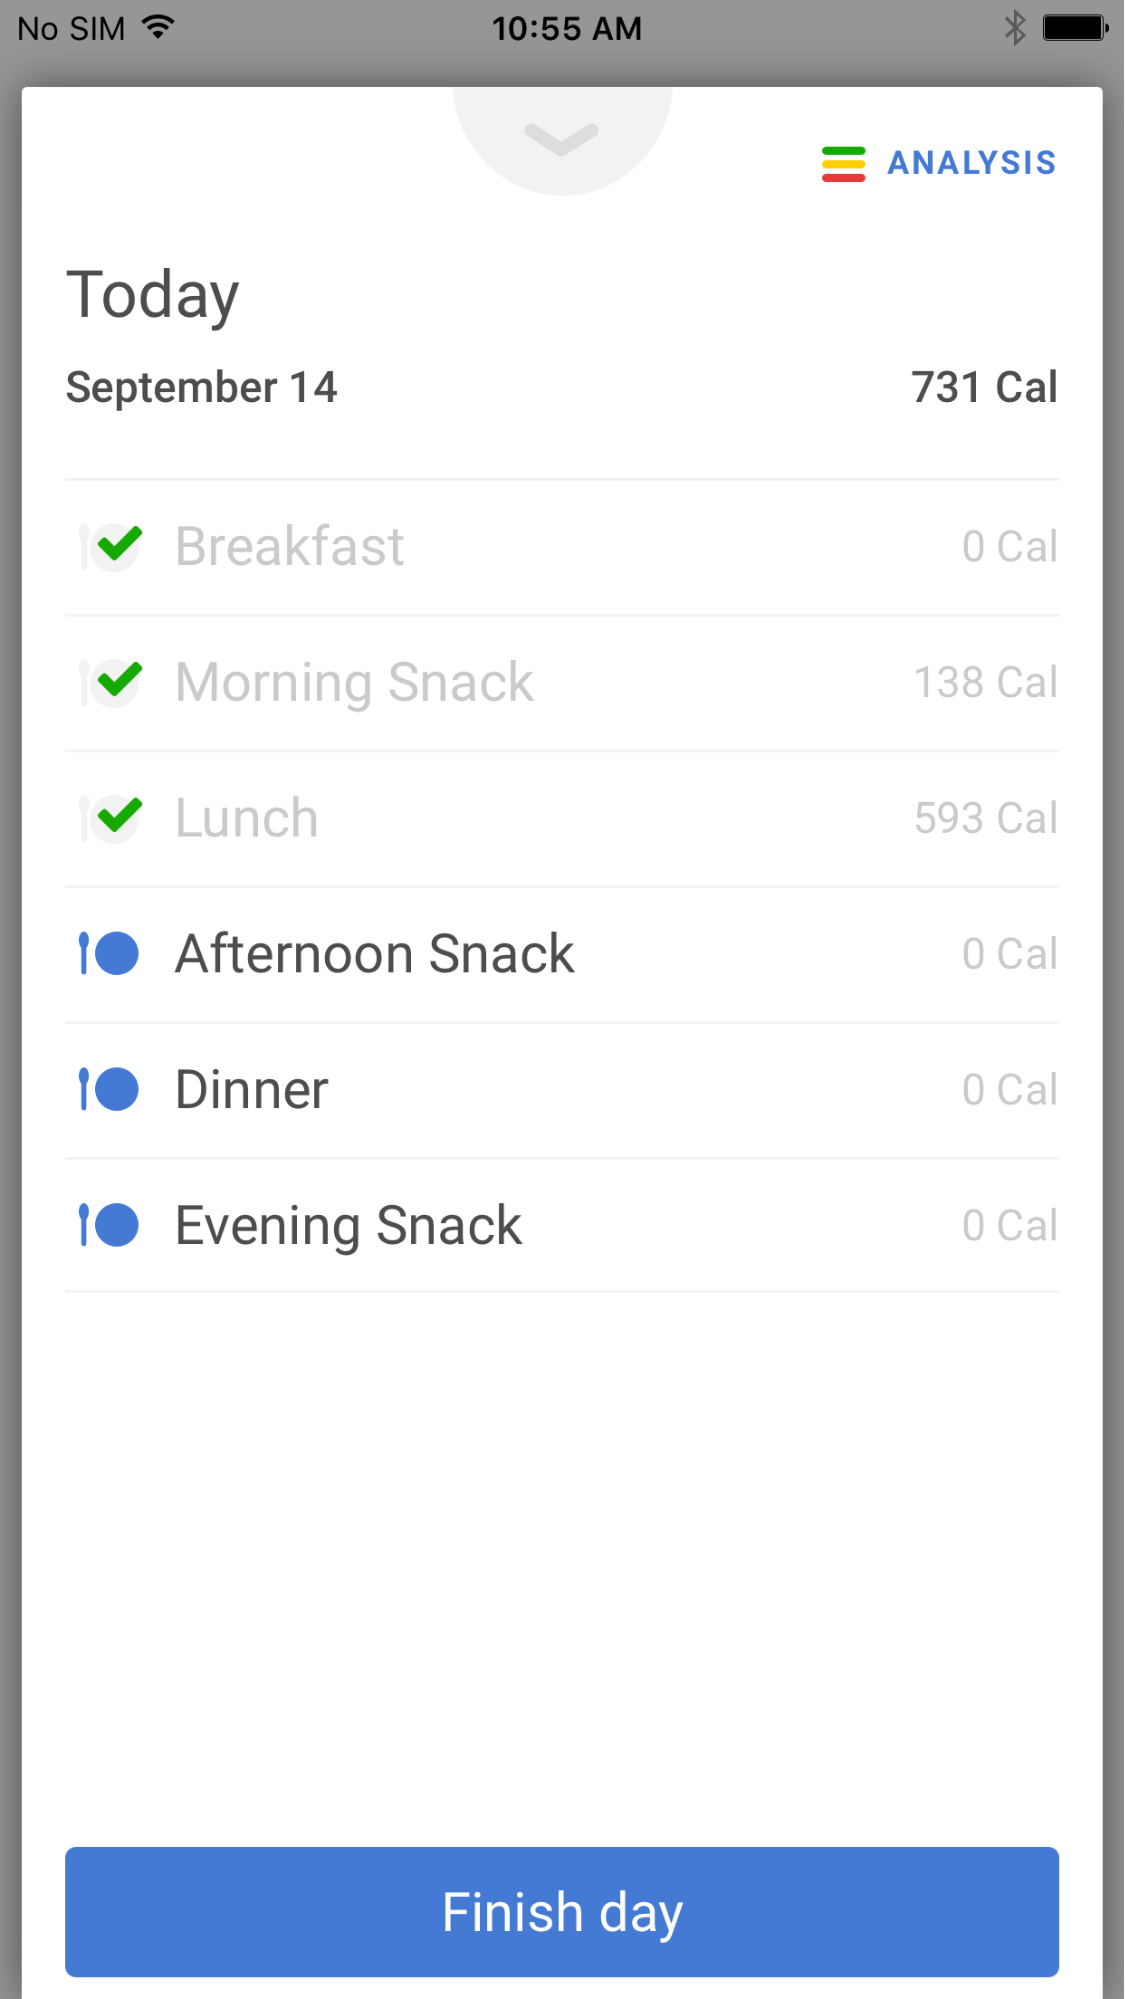 No SIM 10:55 AM
ANALYSIS
Today
September 14 731 Cal
Breakfast 0 Cal
Morning Snack 138 Cal
Lunch 593 Cal
Afternoon Snack 0 Cal
Dinner 0 Cal
Evening Snack 0 Cal
Finish day